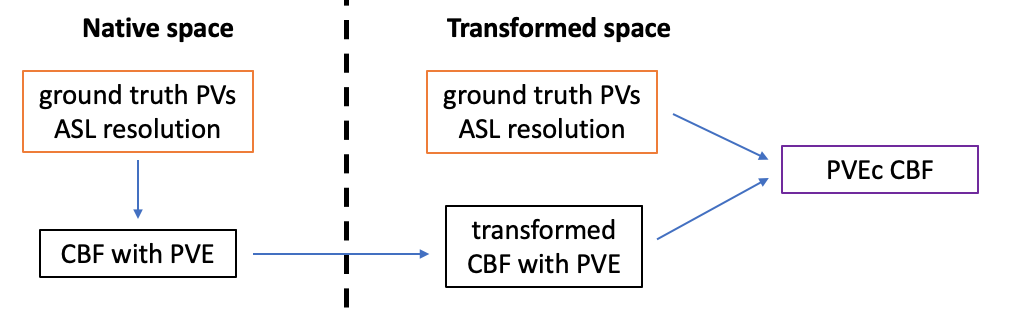 Native space
Transformed space
ground truth PVs
ASL resolution
ground truth PVs
ASL resolution
PVEc CBF
CBF with PVE
transformed
CBF with PVE